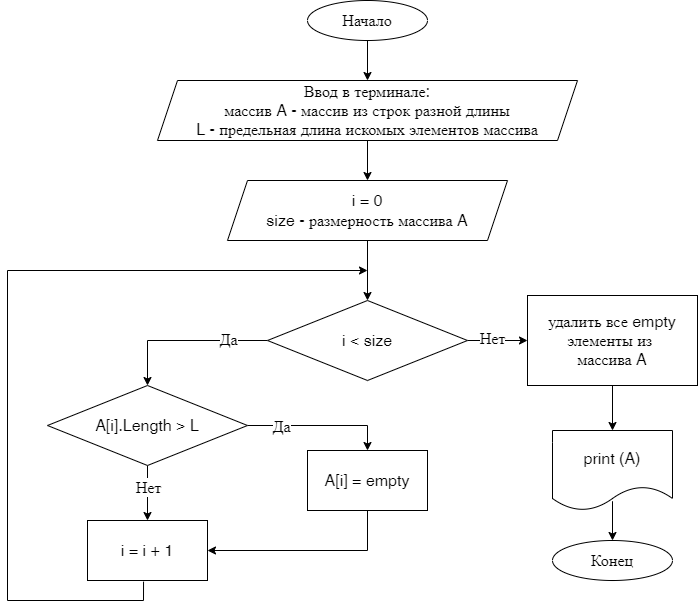 Начало
Ввод в терминале:
массив A - массив из строк разной длины
L - предельная длина искомых элементов массива
i = 0
size - размерность массива A
i < size
Да
Нет
удалить все empty
элементы из
массива A
A[i].Length > L
Да
Нет
A[i] = empty
print (A)
i = i + 1
Конец